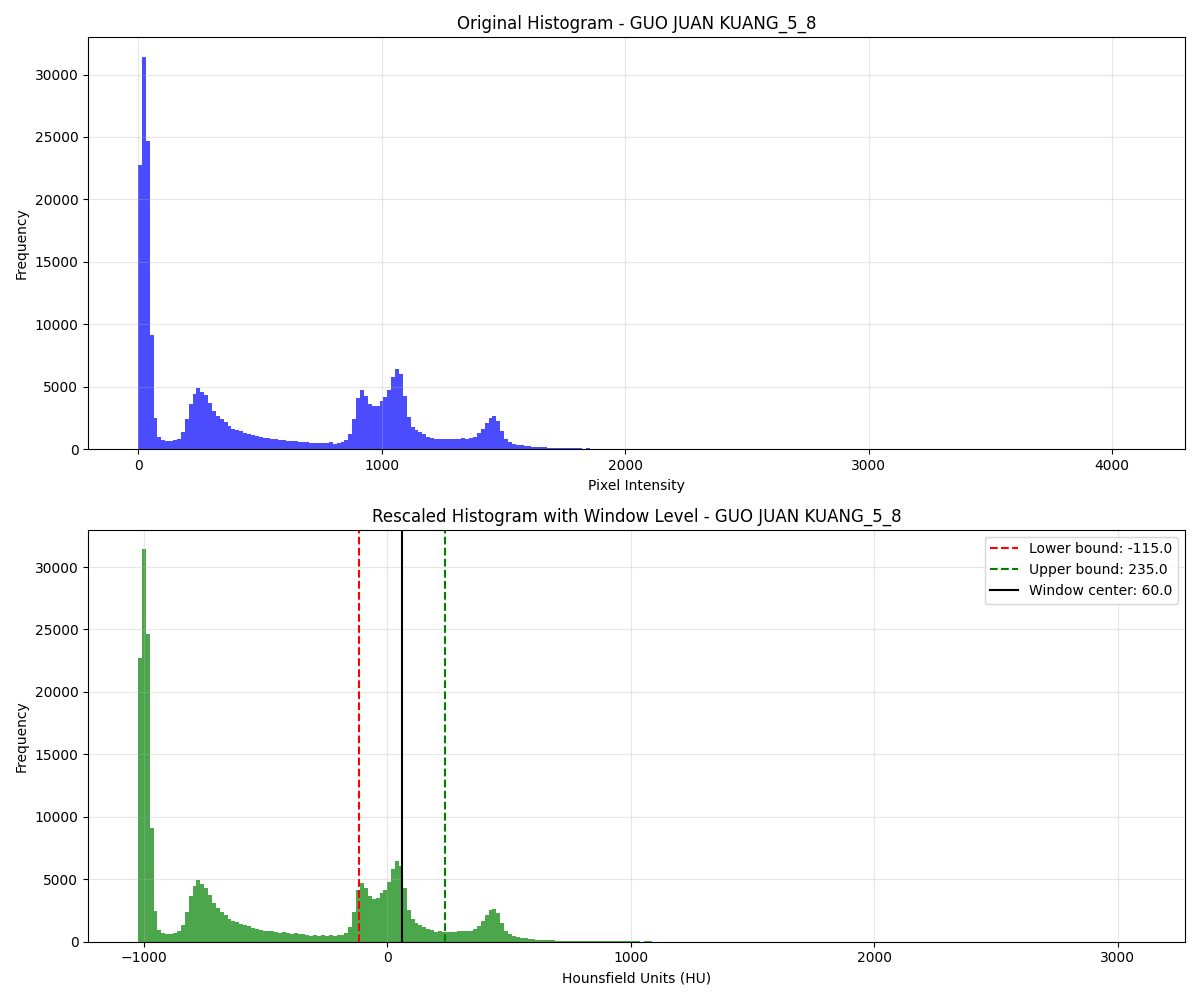 Original Histogram - GUO JUAN KUANG_5_8
30000
25000
20000
15000
10000
5000
0
Frequency
0 1000 2000 3000 4000
Pixel Intensity
Rescaled Histogram with Window Level - GUO JUAN KUANG_5_8
Lower bound: -115.0
Upper bound: 235.0
Window center: 60.0
30000
25000
20000
15000
10000
5000
0
Frequency
−1000 0 1000 2000 3000
Hounsfield Units (HU)